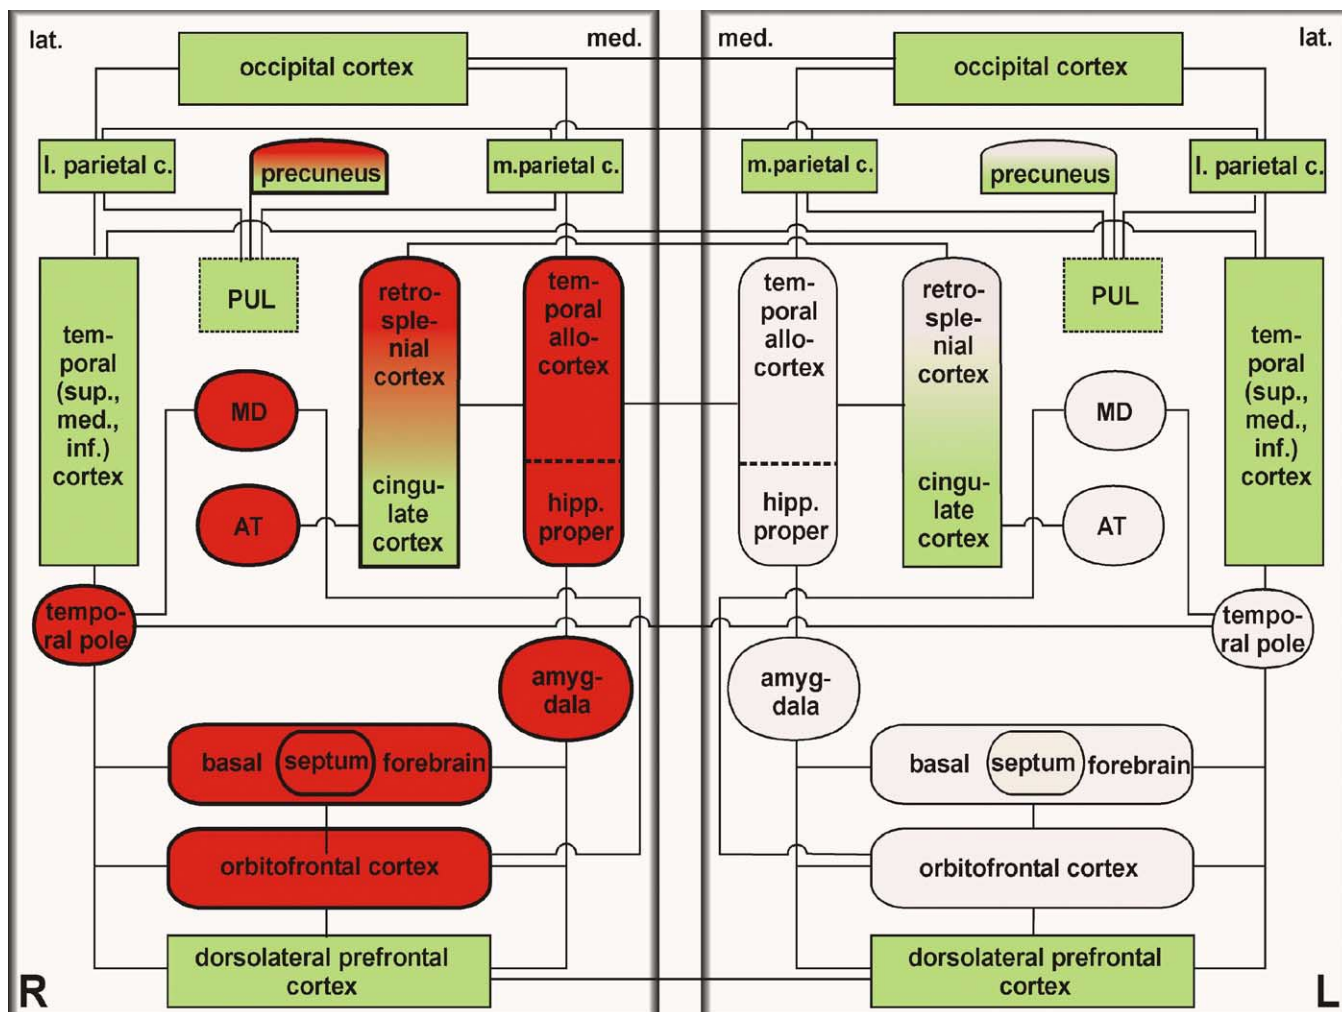 lat.
med.
occipital cortex
l. parietal c.
precuneus
m.parietal c.
PUL
tem-
poral
(sup.,
med.,
inf.)
cortex
MD
AT
retro-
sple-
nial
cortex
cingu-
late
cortex
tem-
poral
allo-
cortex
hipp.
proper
tempo-
ral pole
amyg-
dala
basal septum forebrain
orbitofrontal cortex
dorsolateral prefrontal
cortex
R
med.
lat.
occipital cortex
m.parietal c.
precuneus
l. parietal c.
tem-
poral
allo-
cortex
hipp.
proper
retro-
sple-
nial
cortex
cingu-
late
cortex
PUL
MD
AT
tem-
poral
(sup.,
med.,
inf.)
cortex
tempo-
ral pole
amyg-
dala
basal septum forebrain
orbitofrontal cortex
dorsolateral prefrontal
cortex
L